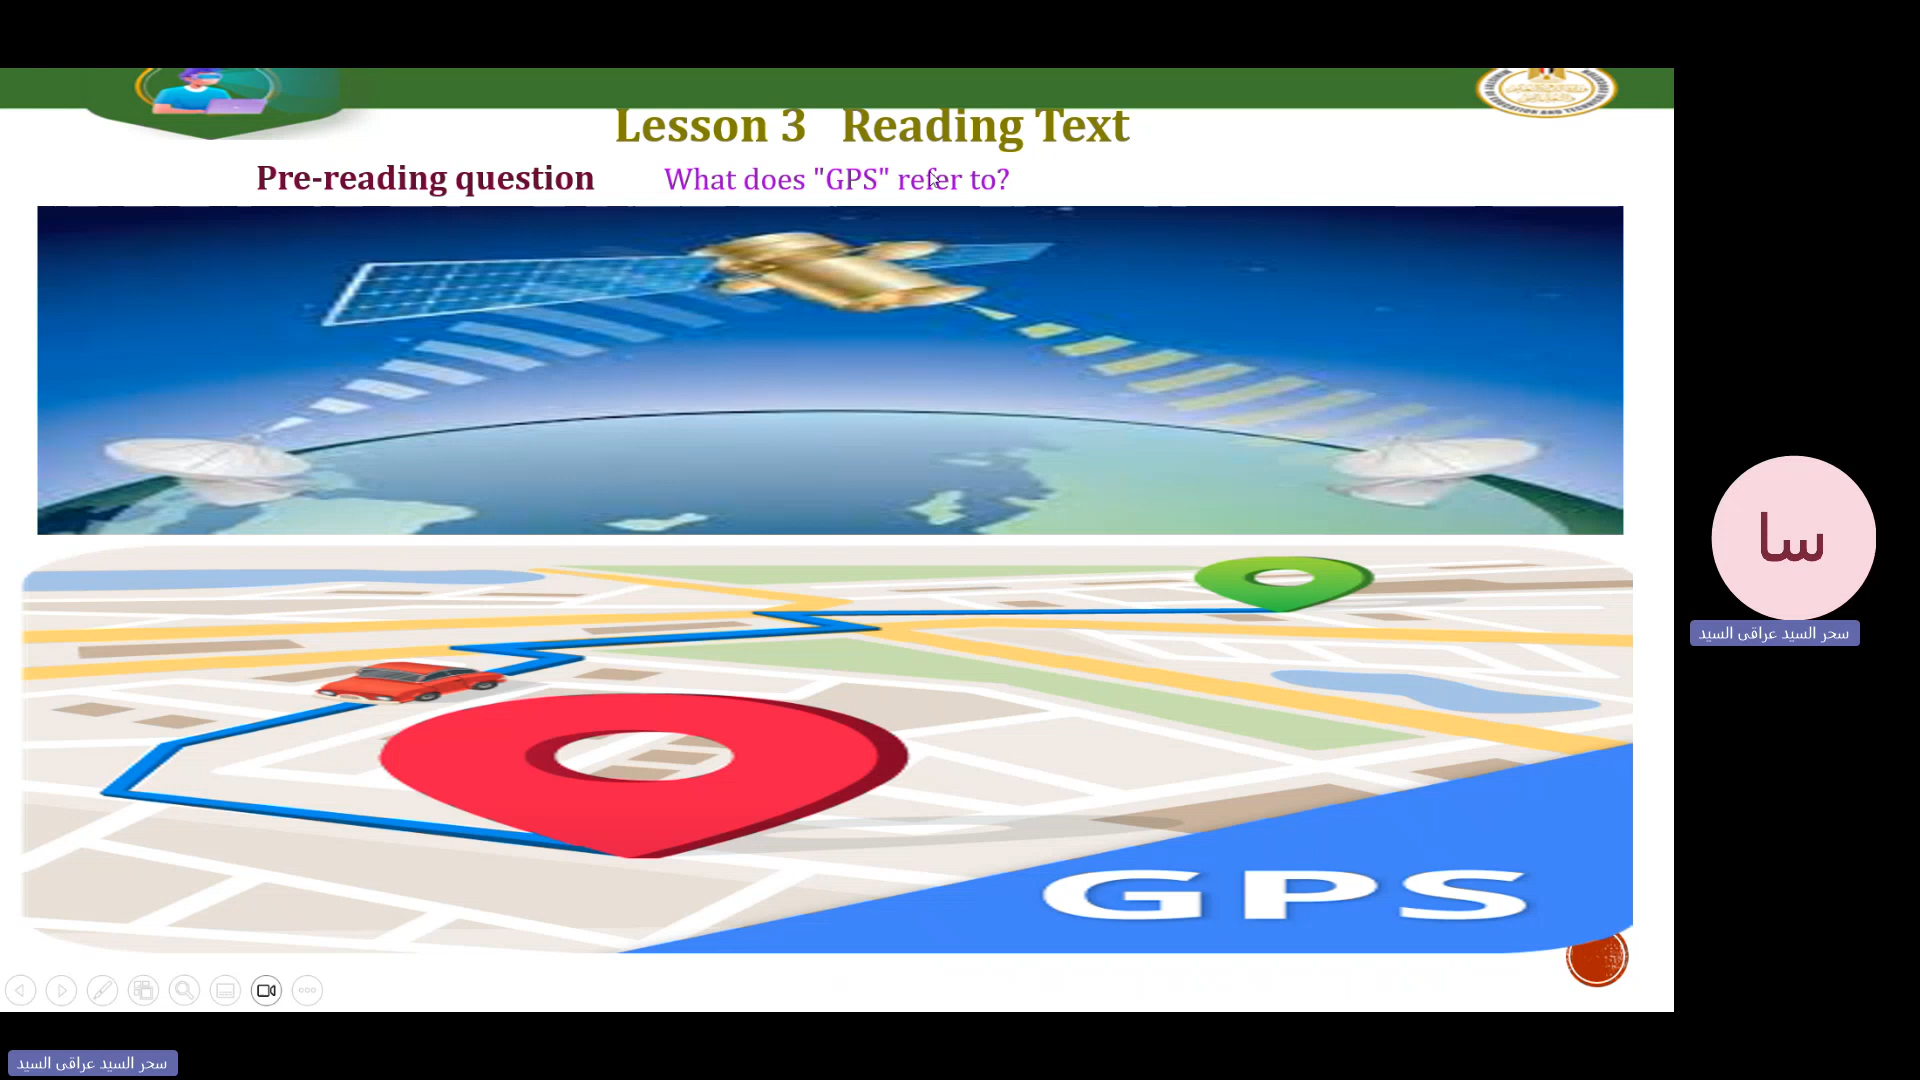 Lesson 3 Reading Text
Pre-reading question What does "GPS" refer to?
GPS
سا
سحر السيد عراقى السيد
سحر السيد عراقى السيد